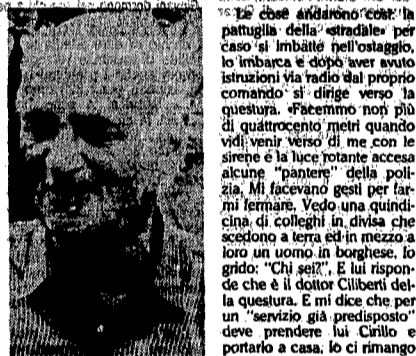 Le cose andarono così: la
pattuglia della «stradale» per
caso si imbatte nell'ostaggio,
lo imbarca e dopo aver avuto
istruzioni via radio dal proprio
comando si dirige verso la
questura. «Facemmo non più
di quattrocento metri quando
vidi venir verso di me con le
sirene e la luce rotante accesa
alcune "pantere" della poli-
zia. Mi facevano gesti per far-
mi fermare. Vedo una quindi-
cina di colleghi in divisa che
scedono a terra ed in mezzo a
loro un uomo in borghese. Io
grido: "Chi sei?". E lui rispon-
de che è il dottor Ciliberti del-
la questura. E mi dice che per
un "servizio già predisposto"
deve prendere lui Cirillo e
portarlo a casa. Io ci rimango